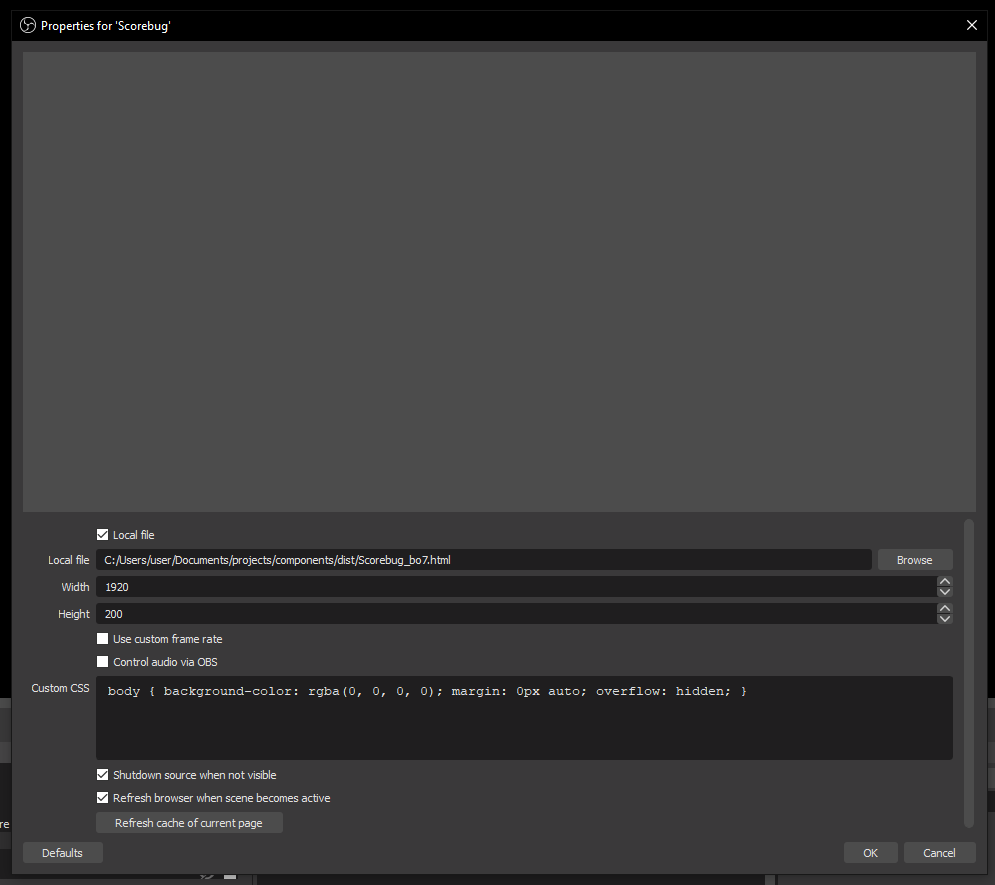 Properties for 'Scorebug'
Local file
Local file C:/Users/user/Documents/projects/components/dist/Scorebug_bo7.html Browse
Width 1920
Height 200
Use custom frame rate
Control audio via OBS
Custom CSS body { background-color: rgba(0, 0, 0, 0); margin: 0px auto; overflow: hidden; }
Shutdown source when not visible
Refresh browser when scene becomes active
re
Refresh cache of current page
Defaults OK Cancel